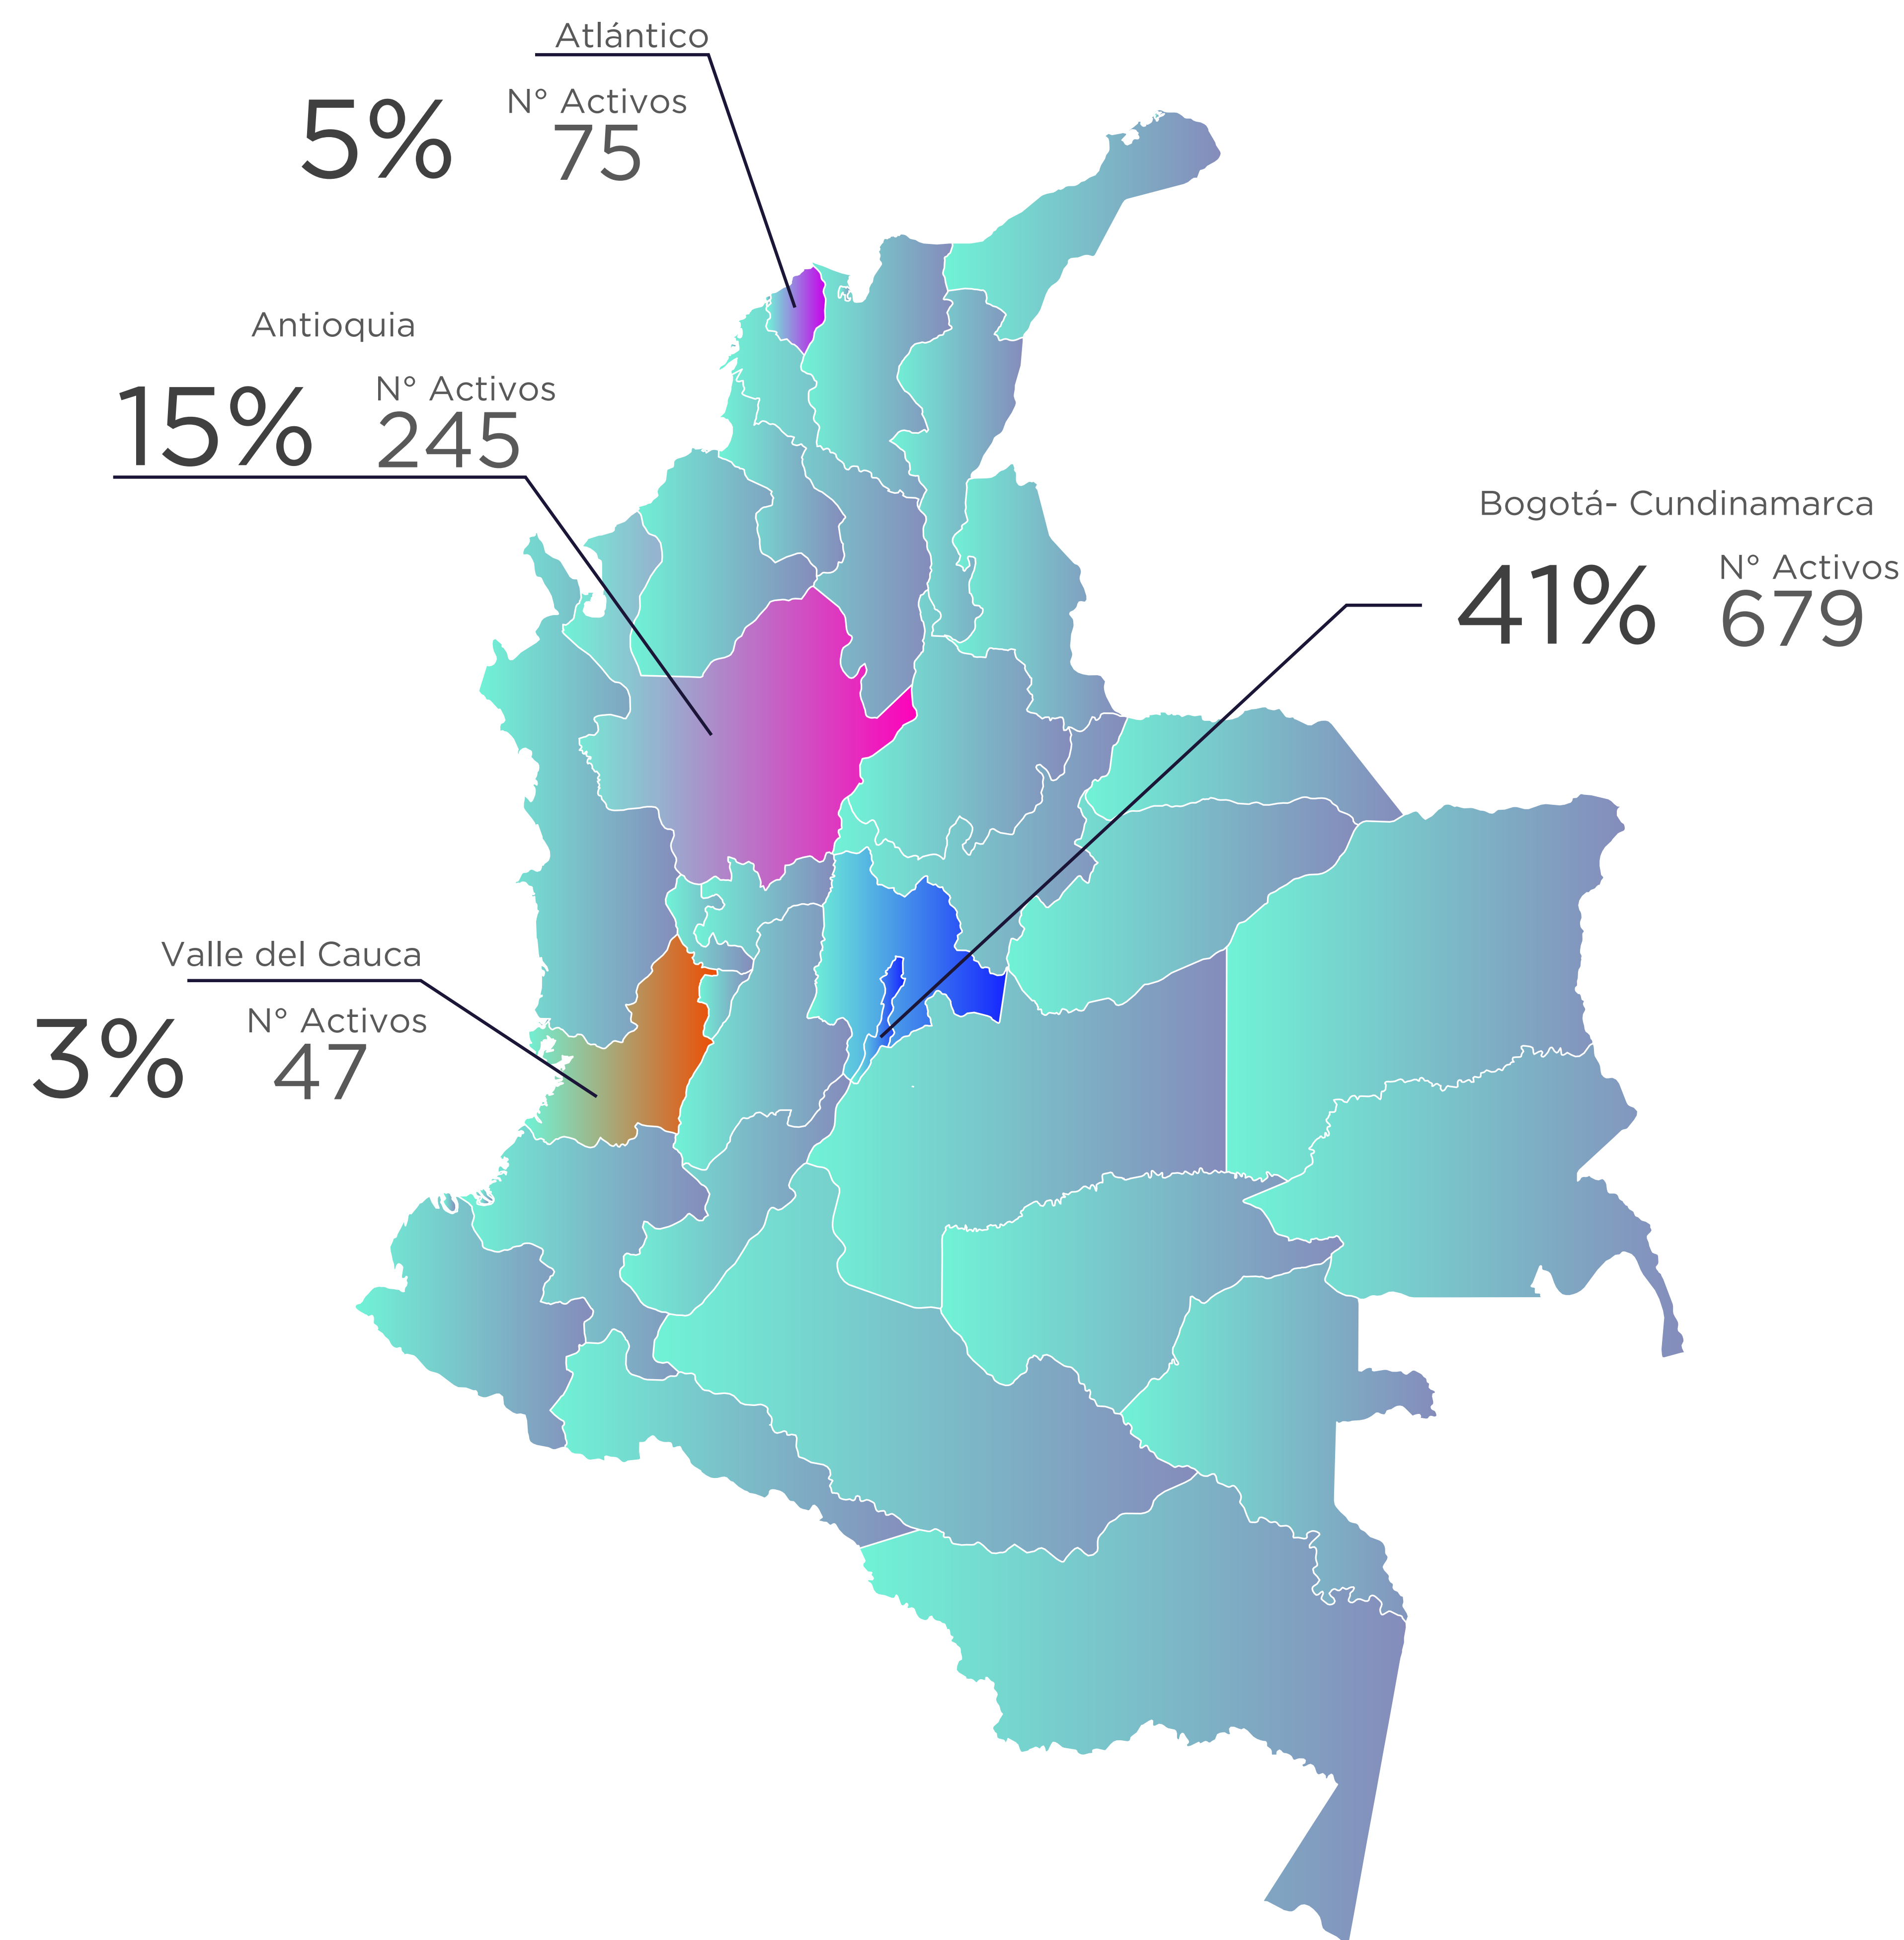 Atlántico
5%
N° Activos
75
Antioquia
15%
N° Activos
245
Bogotá- Cundinamarca
41%
N° Activos
679
Valle del Cauca
3%
N° Activos
47